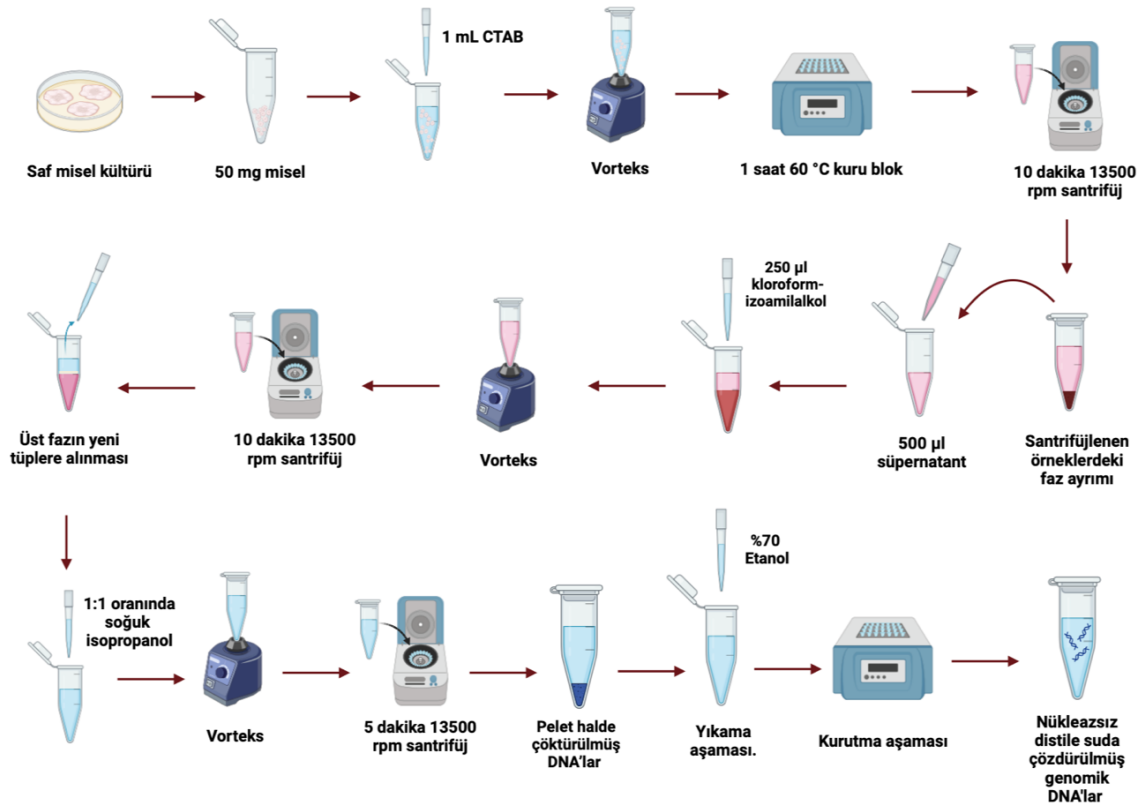 1 mL CTAB
Saf misel kültürü
50 mg misel
Vorteks
1 saat 60 °C kuru blok
10 dakika 13500
rpm santrifüj
Santrifüjlenen
örneklerdeki
faz ayrımı
500 µl
süpernatant
250 µl
kloroform-
izoamilalkol
Vorteks
10 dakika 13500
rpm santrifüj
Üst fazın yeni
tüplere alınması
1:1 oranında
soğuk
isopropanol
Vorteks
5 dakika 13500
rpm santrifüj
Pelet halde
çöktürülmüş
DNA'lar
%70
Etanol
Yıkama
aşaması.
Kurutma aşaması
Nükleazsız
distile suda
çözdürülmüş
genomik
DNA'lar